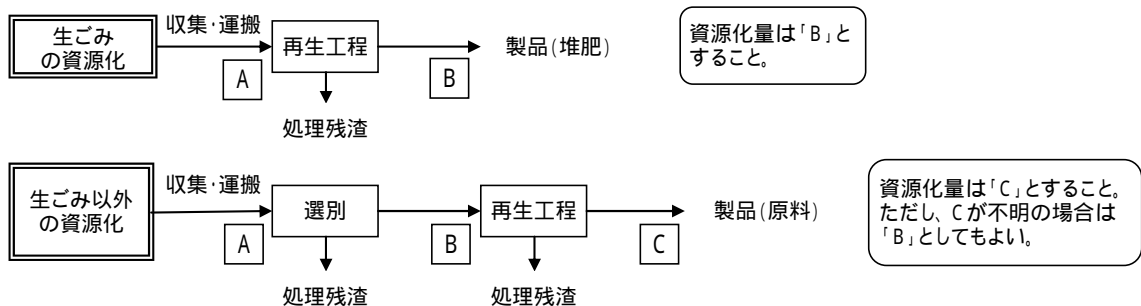 生ごみ
の資源化
収集・運搬
A
再生工程
B
製品(堆肥)
処理残渣
資源化量は「B」と
すること。
生ごみ以外
の資源化
収集・運搬
A
選別
B
再生工程
C
製品(原料)
処理残渣
処理残渣
資源化量は「C」とすること。
ただし、Cが不明の場合は
「B」としてもよい。